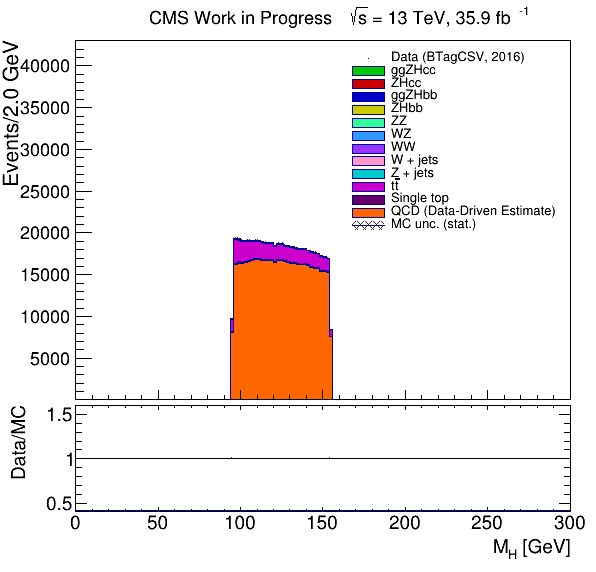 CMS Work in Progress √s = 13 TeV, 35.9 fb -1
Events/2.0 GeV
40000
35000
30000
25000
20000
15000
10000
5000
Data (BTagCSV, 2016)
ggZHcc
ZHcc
ggZHbb
ZHbb
ZZ
WZ
WW
W + jets
Z + jets
tt̅
Single top
QCD (Data-Driven Estimate)
MC unc. (stat.)
Data/MC
1.5
1
0.5
0 50 100 150 200 250 300
M_H [GeV]